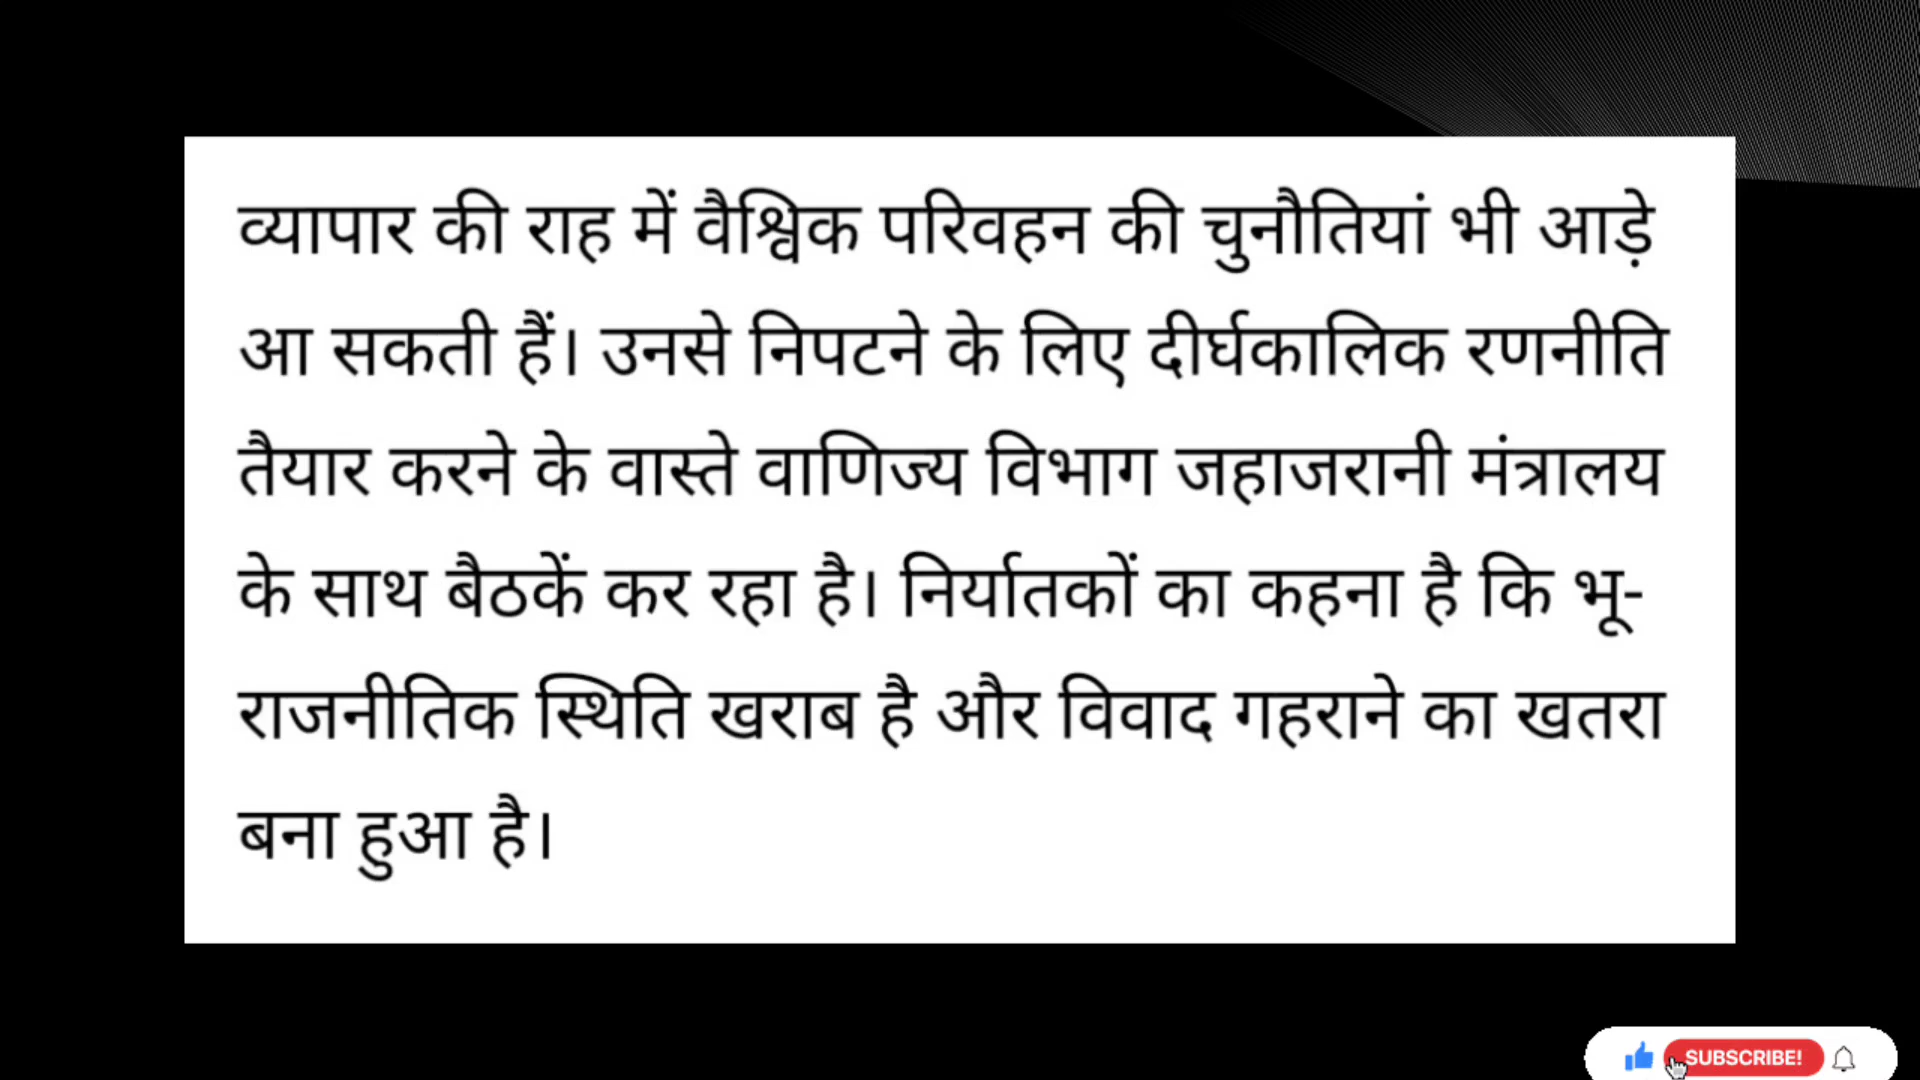 व्यापार की राह में वैश्विक परिवहन की चुनौतियां भी आड़े
आ सकती हैं। उनसे निपटने के लिए दीर्घकालिक रणनीति
तैयार करने के वास्ते वाणिज्य विभाग जहाजरानी मंत्रालय
के साथ बैठकें कर रहा है। निर्यातकों का कहना है कि भू-
राजनीतिक स्थिति खराब है और विवाद गहराने का खतरा
बना हुआ है।
SUBSCRIBE!